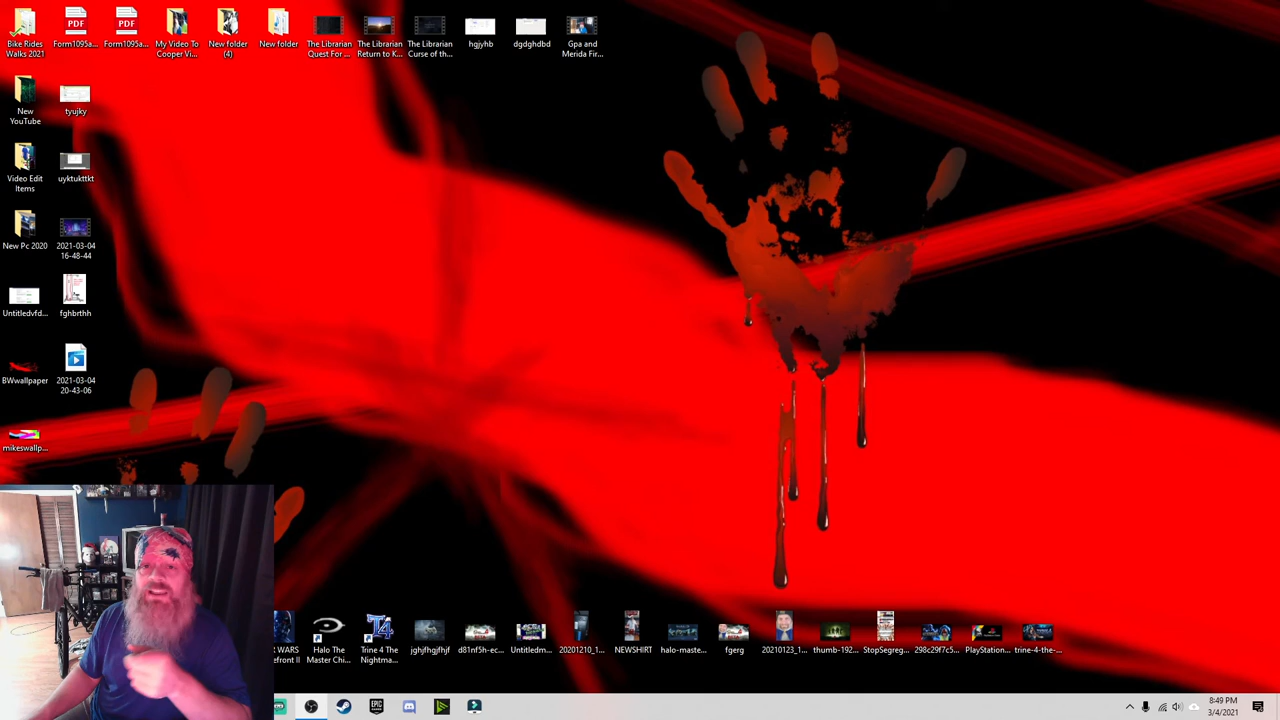 Bike Rides
Walks 2021
Form1095a...
Form1095a...
My Video To
Cooper Vi...
New folder
(4)
New folder
The Librarian
Quest For ...
The Librarian
Return to K...
The Librarian
Curse of th...
hgjyhb
dgdghdbd
Gpa and
Merida Fir...
New
YouTube
tyujky
Video Edit
Items
uyktukttkt
New Pc 2020
2021-03-04
16-48-44
Untitledvfd...
fghbrthh
BWwallpaper
2021-03-04
20-43-06
mikeswallp...
R WARS
efront II
Halo The
Master Chi...
Trine 4 The
Nightma...
jghjfhgjfhjf
d81nf5h-ec...
Untitledm...
20201210_1...
NEWSHIRT
halo-maste...
fgerg
20210123_1...
thumb-192...
StopSegreg...
298c29f7c5...
PlayStation...
trine-4-the-...
8:49 PM
3/4/2021